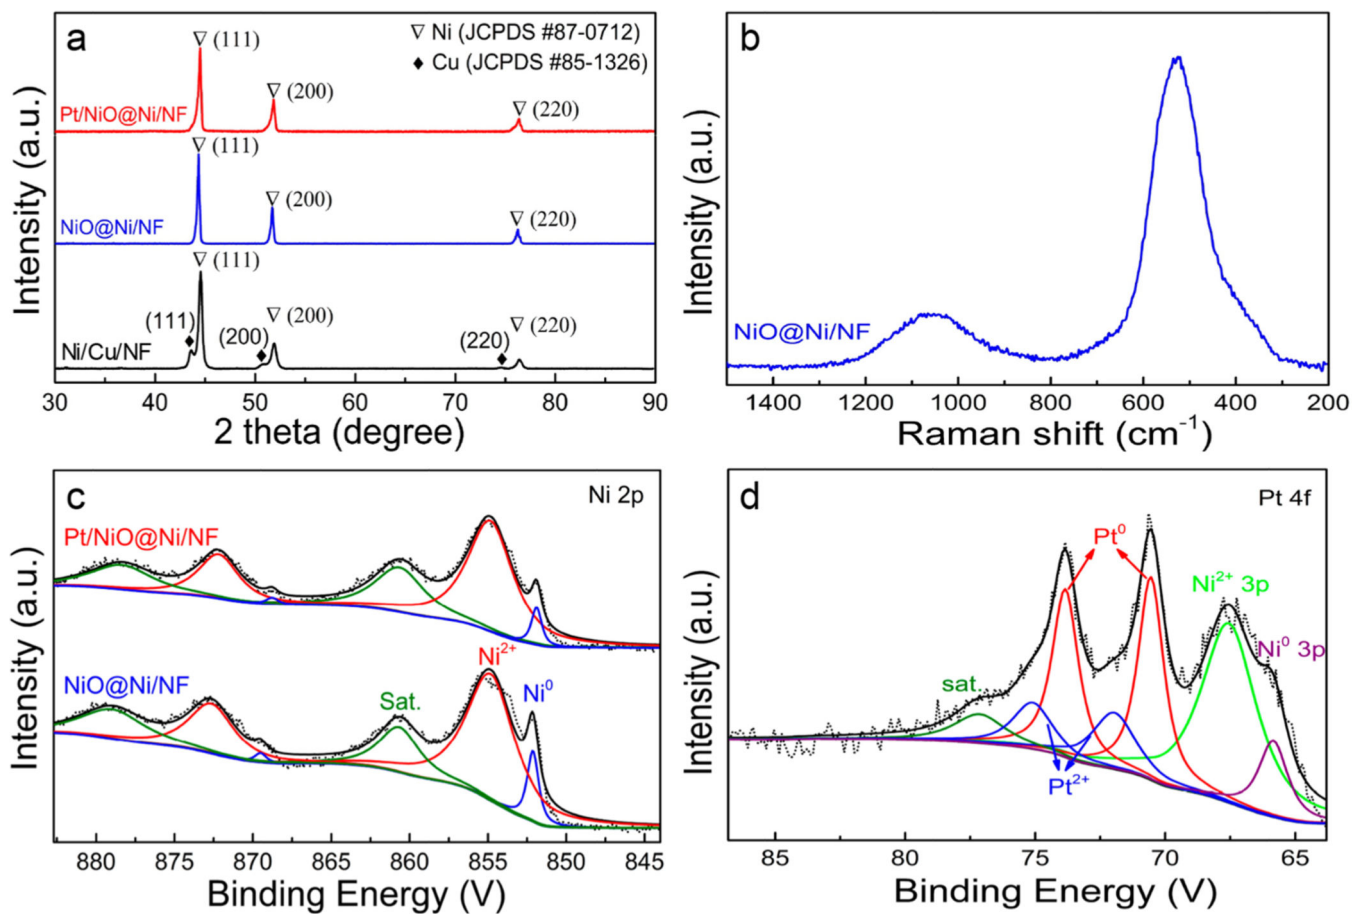 a
▽ (111)
▽ Ni (JCPDS #87-0712)
◆ Cu (JCPDS #85-1326)
Pt/NiO@Ni/NF
▽ (200)
▽ (220)
▽ (111)
NiO@Ni/NF
▽ (200)
▽ (220)
▽ (111)
(111)
◆
▽ (200)
(200)
◆
▽ (220)
(220)
◆
Ni/Cu/NF
Intensity (a.u.)
30 40 50 60 70 80 90
2 theta (degree)
b
NiO@Ni/NF
Intensity (a.u.)
1400 1200 1000 800 600 400 200
Raman shift (cm-1)
c
Ni 2p
Pt/NiO@Ni/NF
NiO@Ni/NF
Sat.
Ni2+
Ni0
Intensity (a.u.)
880 875 870 865 860 855 850 845
Binding Energy (V)
d
Pt 4f
Pt0
Ni2+ 3p
Ni0 3p
sat.
Pt2+
Intensity (a.u.)
85 80 75 70 65
Binding Energy (V)